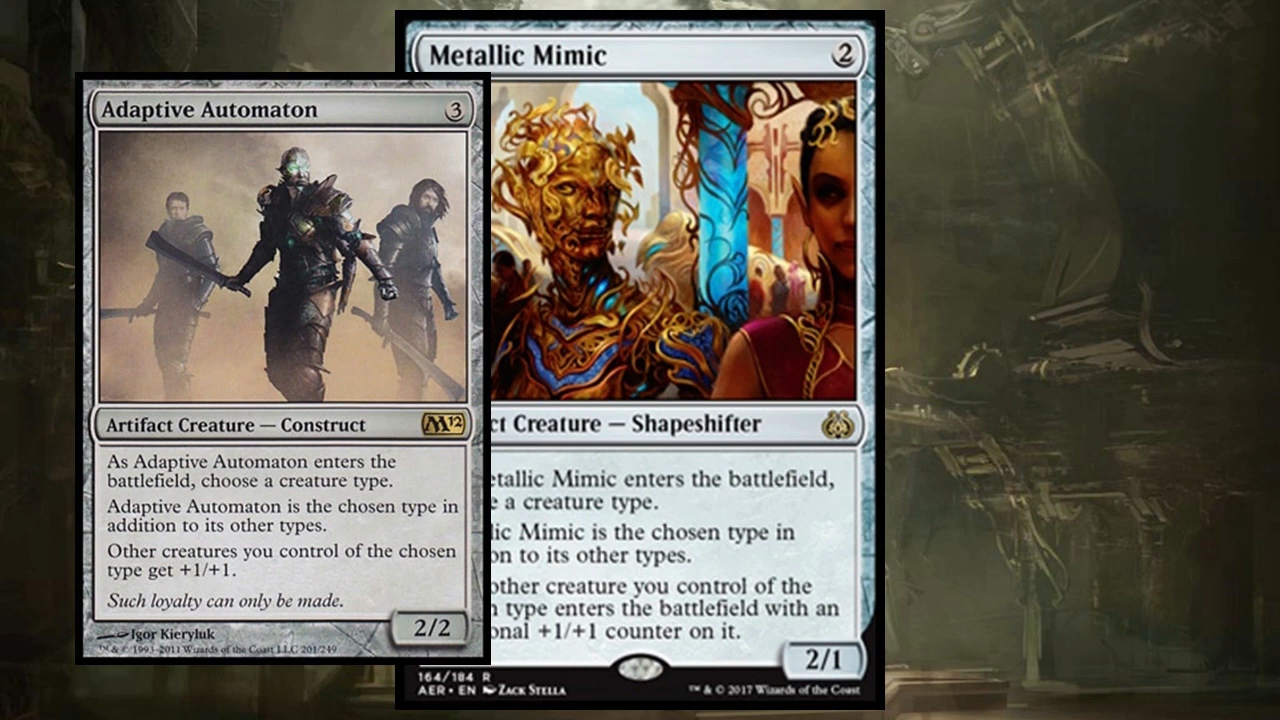 Adaptive Automaton 3
Artifact Creature — Construct M12
As Adaptive Automaton enters the
battlefield, choose a creature type.
Adaptive Automaton is the chosen type in
addition to its other types.
Other creatures you control of the chosen
type get +1/+1.
Such loyalty can only be made.
2/2
Igor Kieryluk
™ & © 1993–2011 Wizards of the Coast LLC 201/249
Metallic Mimic 2
Creature — Shapeshifter
Mimic enters the battlefield,
a creature type.
Mimic is the chosen type in
to its other types.
other creature you control of the
type enters the battlefield with an
+1/+1 counter on it.
2/1
164/184 R
AER • EN Zack Stella
™ & © 2017 Wizards of the Coast